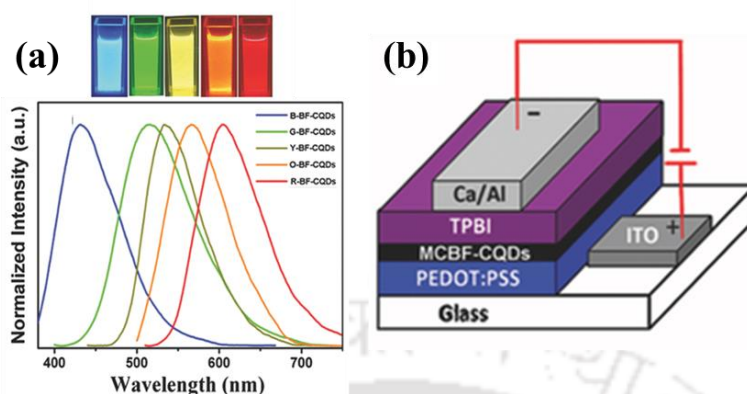 (a)
(b)
Normalized Intensity (a.u.)
B-BF-CQDs
G-BF-CQDs
Y-BF-CQDs
O-BF-CQDs
R-BF-CQDs
400 500 600 700
Wavelength (nm)
-
Ca/Al
TPBI
MCBF-CQDs
PEDOT:PSS
Glass
ITO
+